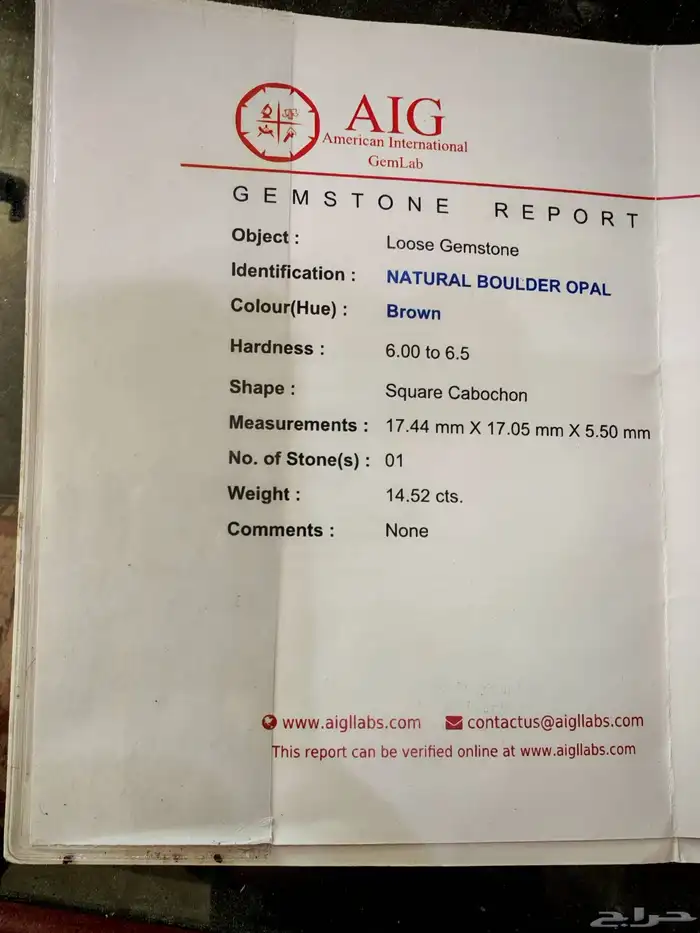 AIG
American International
GemLab
GEMSTONE REPORT
Object : Loose Gemstone
Identification : NATURAL BOULDER OPAL
Colour(Hue) : Brown
Hardness : 6.00 to 6.5
Shape : Square Cabochon
Measurements : 17.44 mm X 17.05 mm X 5.50 mm
No. of Stone(s) : 01
Weight : 14.52 cts.
Comments : None
www.aigllabs.com contactus@aigllabs.com
This report can be verified online at www.aigllabs.com
حراج